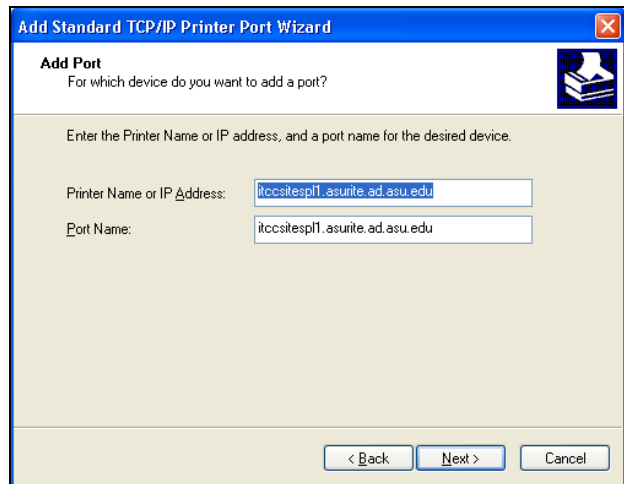 Add Standard TCP/IP Printer Port Wizard
Add Port
For which device do you want to add a port?
Enter the Printer Name or IP address, and a port name for the desired device.
Printer Name or IP Address: itccsitespl1.asurite.ad.asu.edu
Port Name: itccsitespl1.asurite.ad.asu.edu
< Back Next > Cancel